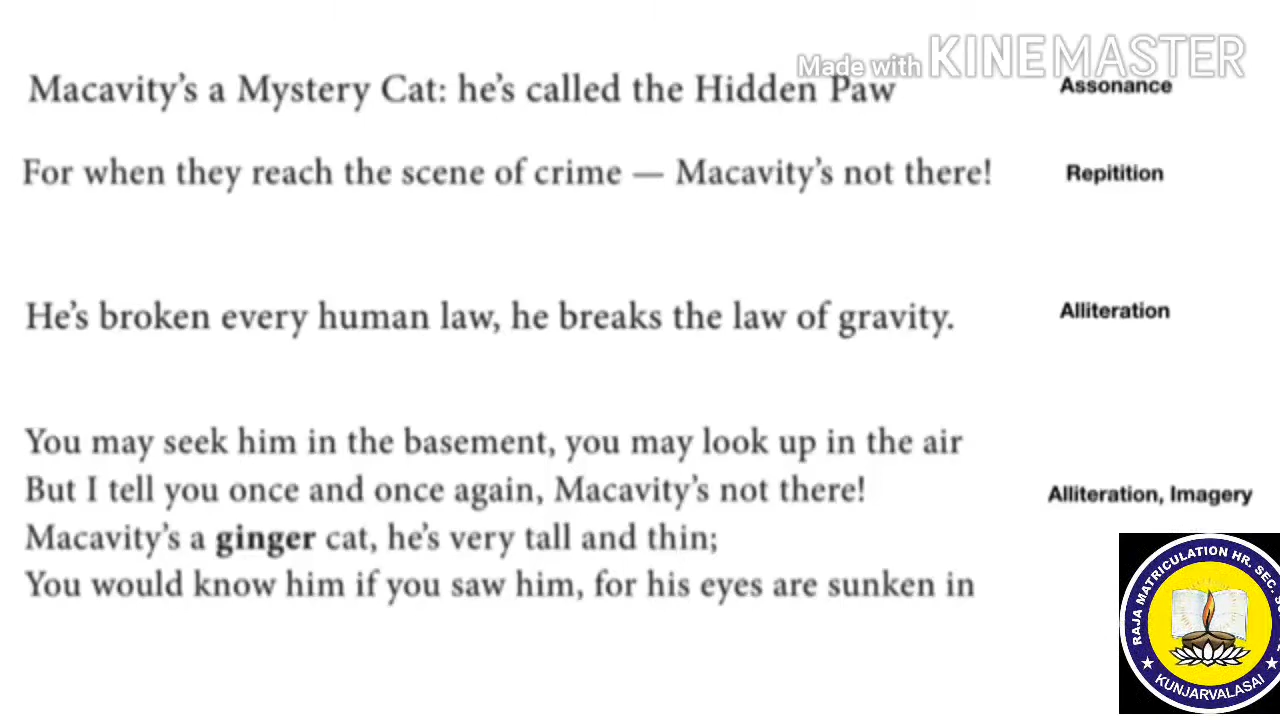 Made with KINEMASTER
Macavity's a Mystery Cat: he's called the Hidden Paw
Assonance
For when they reach the scene of crime — Macavity's not there!
Repitition
He's broken every human law, he breaks the law of gravity.
Alliteration
You may seek him in the basement, you may look up in the air
But I tell you once and once again, Macavity's not there!
Alliteration, Imagery
Macavity's a ginger cat, he's very tall and thin;
You would know him if you saw him, for his eyes are sunken in
RAJA MATRICULATION HR. SEC.
KUNJARVALASAI